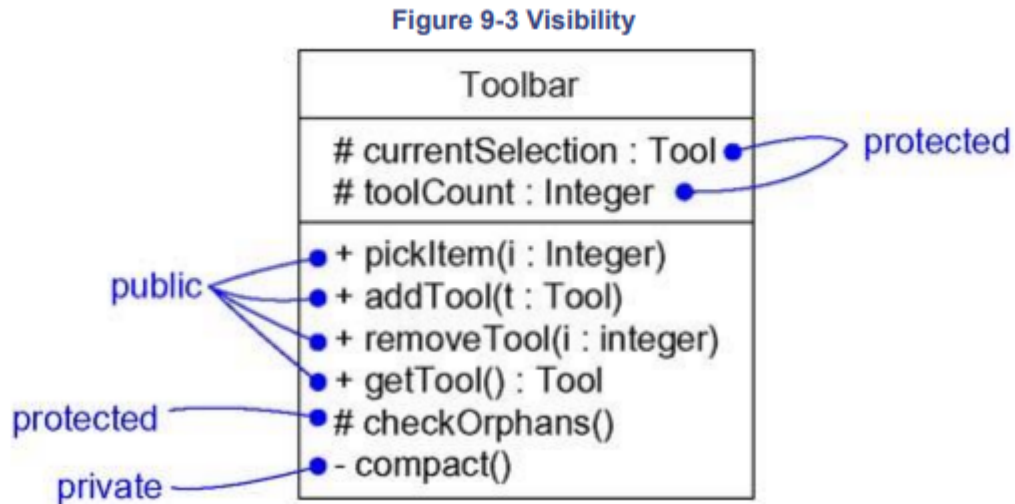 Figure 9-3 Visibility
Toolbar
# currentSelection : Tool
# toolCount : Integer
protected
+ pickItem(i : Integer)
+ addTool(t : Tool)
+ removeTool(i : integer)
+ getTool() : Tool
# checkOrphans()
- compact()
public
protected
private